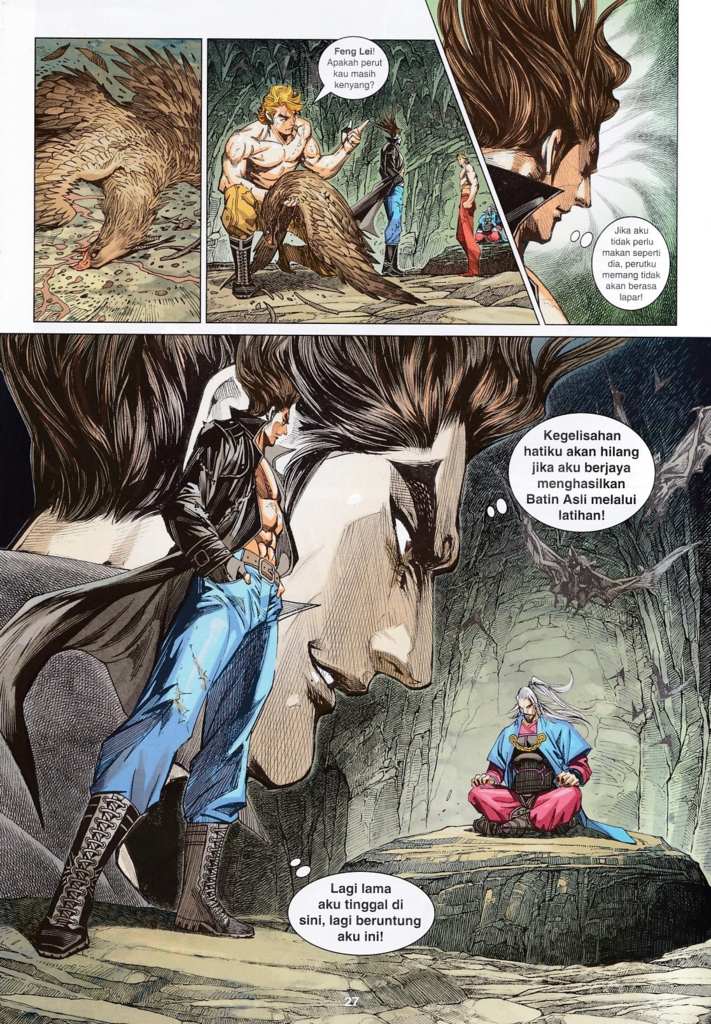 Feng Lei!
Apakah perut
kau masih
kenyang?
Jika aku
tidak perlu
makan seperti
dia, perutku
memang tidak
akan berasa
lapar!
Kegelisahan
hatiku akan hilang
jika aku berjaya
menghasilkan
Batin Asli melalui
latihan!
Lagi lama
aku tinggal di
sini, lagi beruntung
aku ini!
27